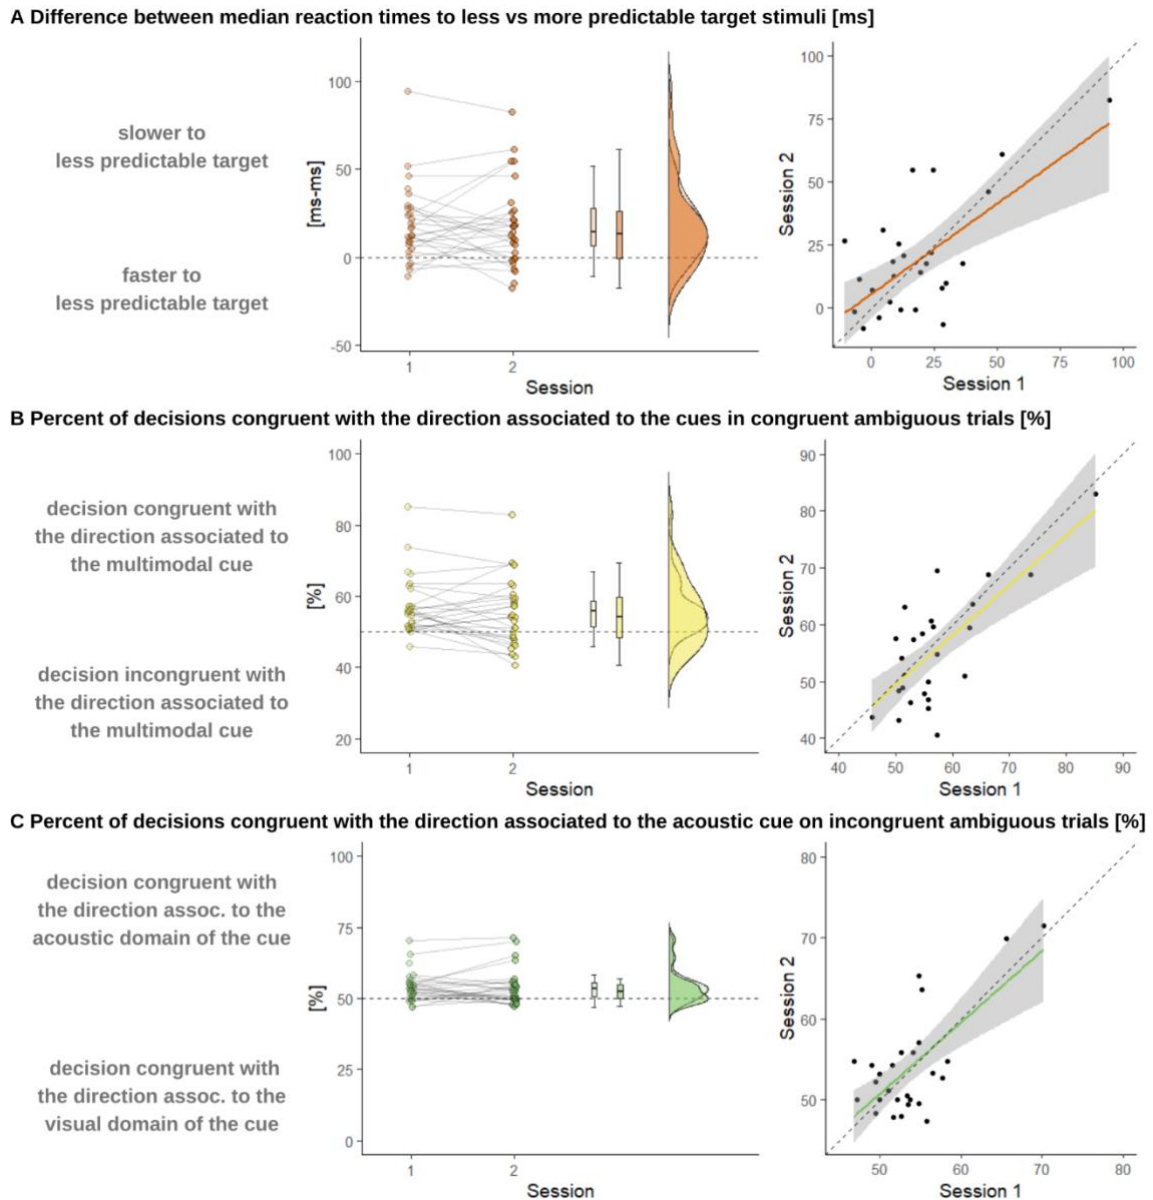 A Difference between median reaction times to less vs more predictable target stimuli [ms]
slower to
less predictable target
faster to
less predictable target
[ms-ms]
100
50
0
-50
1
2
Session
Session 2
100
75
50
25
0
0
25
50
75
100
Session 1
B Percent of decisions congruent with the direction associated to the cues in congruent ambiguous trials [%]
decision congruent with
the direction associated to
the multimodal cue
decision incongruent with
the direction associated to
the multimodal cue
[%]
100
80
60
40
20
1
2
Session
Session 2
90
80
70
60
50
40
40
50
60
70
80
90
Session 1
C Percent of decisions congruent with the direction associated to the acoustic cue on incongruent ambiguous trials [%]
decision congruent with
the direction assoc. to the
acoustic domain of the cue
decision congruent with
the direction assoc. to the
visual domain of the cue
[%]
100
75
50
25
0
1
2
Session
Session 2
80
70
60
50
50
60
70
80
Session 1